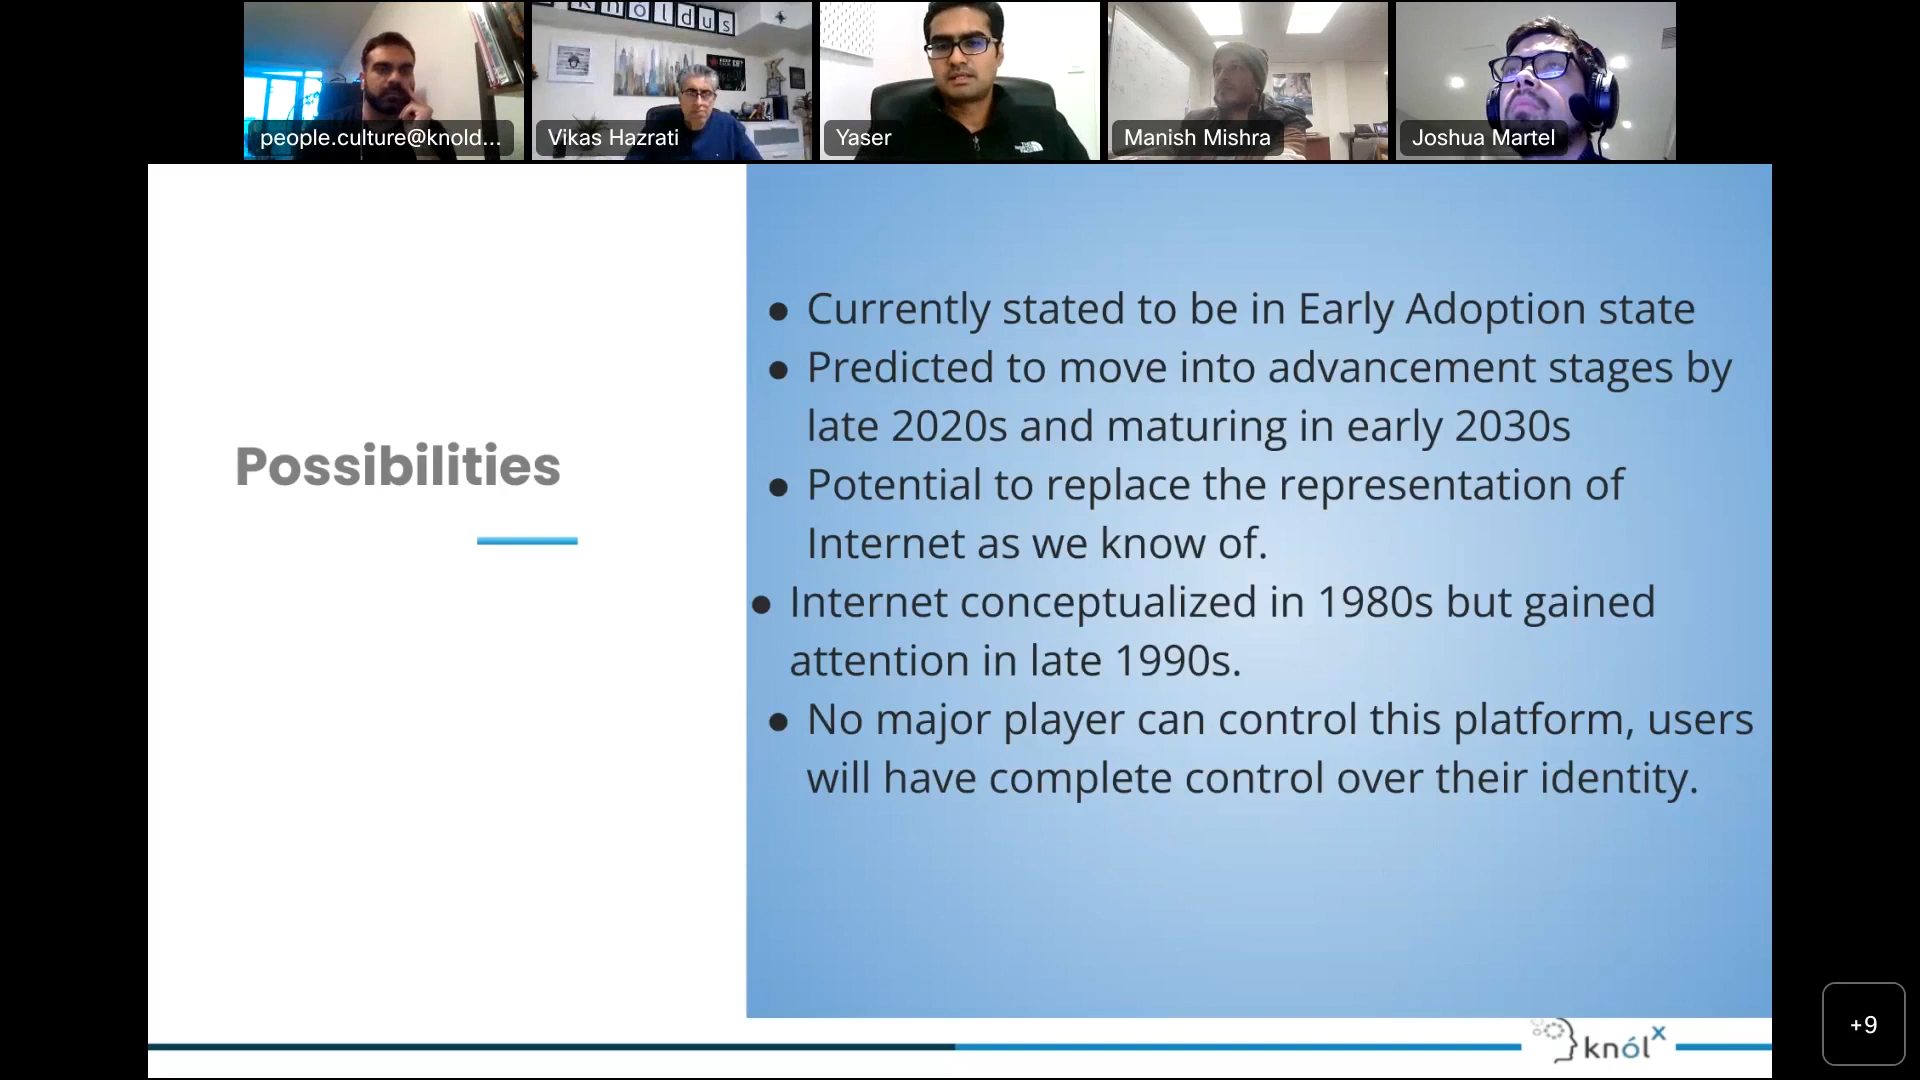 knoldus
people.culture@knold...
Vikas Hazrati
Yaser
Manish Mishra
Joshua Martel
Possibilities
● Currently stated to be in Early Adoption state
● Predicted to move into advancement stages by
late 2020s and maturing in early 2030s
● Potential to replace the representation of
Internet as we know of.
● Internet conceptualized in 1980s but gained
attention in late 1990s.
● No major player can control this platform, users
will have complete control over their identity.
knólx
+9